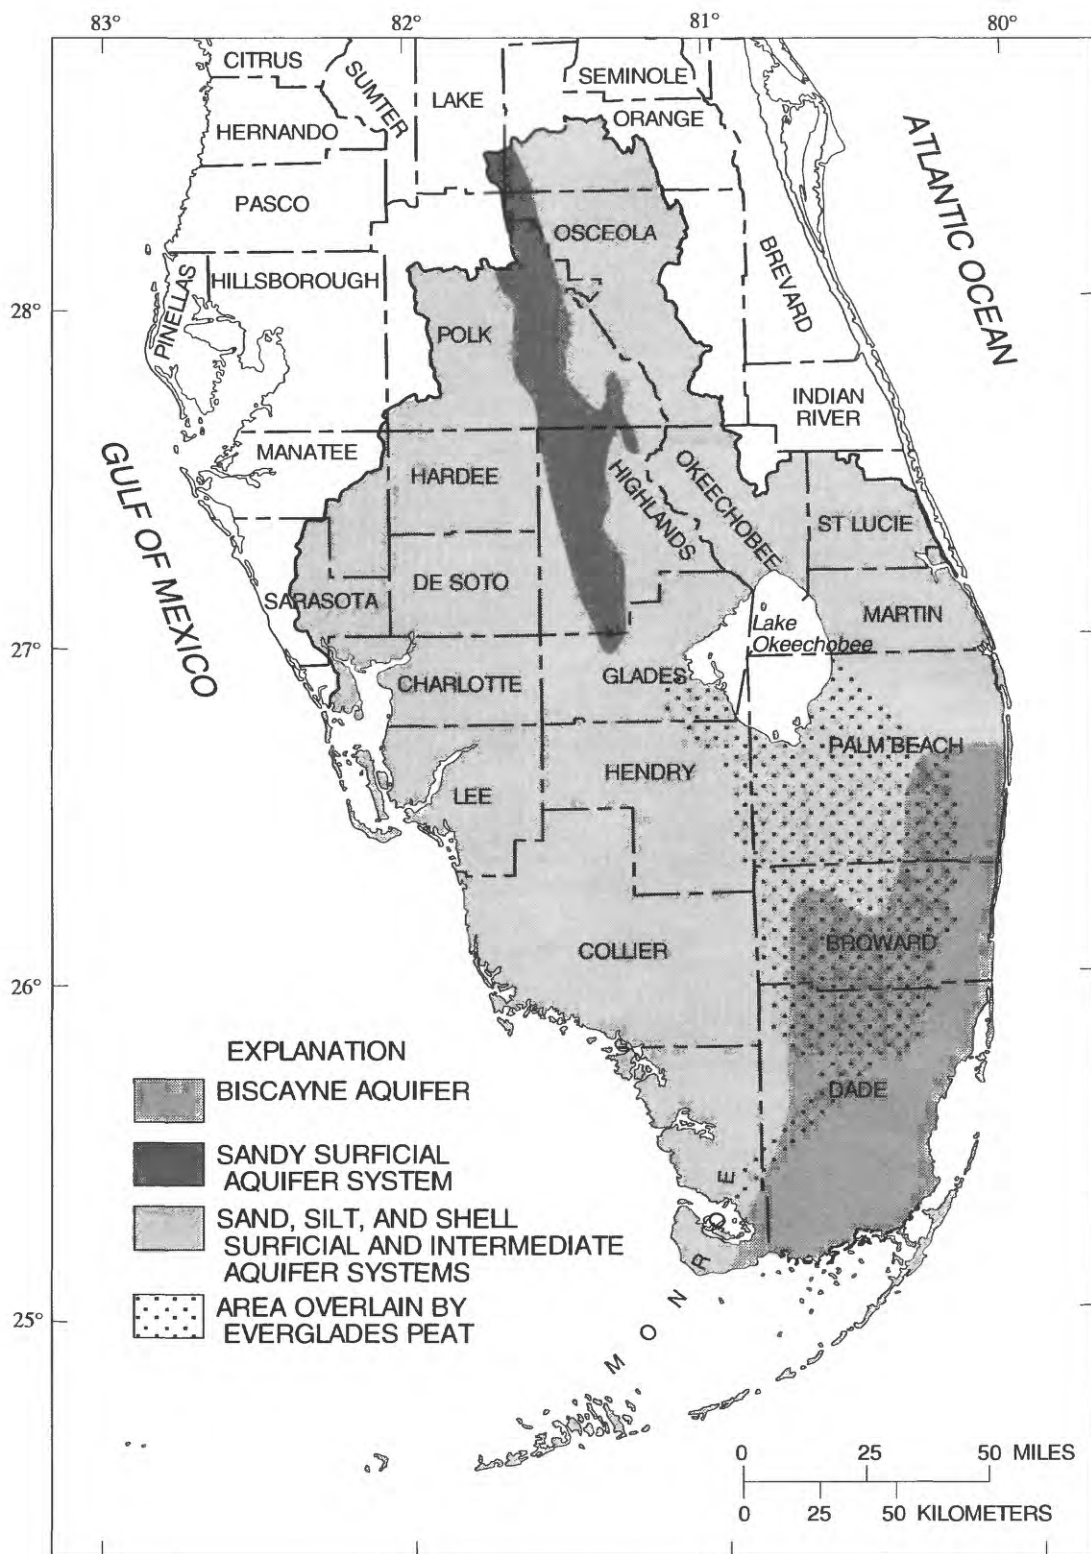 83°
82°
81°
80°
CITRUS
SUMTER
LAKE
SEMINOLE
ORANGE
HERNANDO
PASCO
OSCEOLA
BREVARD
ATLANTIC OCEAN
HILLSBOROUGH
PINELLAS
28°
POLK
INDIAN
RIVER
MANATEE
GULF OF MEXICO
HARDEE
HIGHLANDS
OKEECHOBEE
ST LUCIE
DE SOTO
SARASOTA
MARTIN
Lake
Okeechobee
27°
CHARLOTTE
GLADES
PALM BEACH
HENDRY
LEE
COLLIER
BROWARD
26°
DADE
MONROE
EXPLANATION
BISCAYNE AQUIFER
SANDY SURFICIAL
AQUIFER SYSTEM
SAND, SILT, AND SHELL
SURFICIAL AND INTERMEDIATE
AQUIFER SYSTEMS
AREA OVERLAIN BY
EVERGLADES PEAT
25°
0 25 50 MILES
0 25 50 KILOMETERS